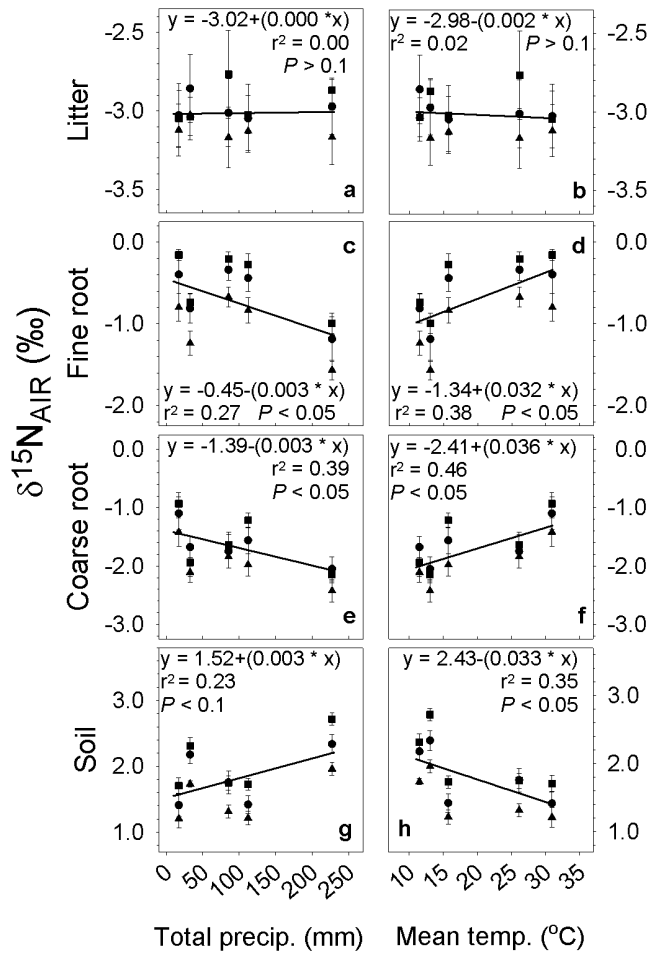 δ15NAIR (‰)
Litter
-2.5
-3.0
-3.5
y = -3.02+(0.000 * x)
r2 = 0.00
P > 0.1
a
y = -2.98-(0.002 * x)
r2 = 0.02 P > 0.1
b
-2.5
-3.0
-3.5
Fine root
0.0
-1.0
-2.0
c
y = -0.45-(0.003 * x)
r2 = 0.27 P < 0.05
d
y = -1.34+(0.032 * x)
r2 = 0.38 P < 0.05
0.0
-1.0
-2.0
Coarse root
0.0
-1.0
-2.0
-3.0
y = -1.39-(0.003 * x)
r2 = 0.39
P < 0.05
e
y = -2.41+(0.036 * x)
r2 = 0.46
P < 0.05
f
0.0
-1.0
-2.0
-3.0
Soil
3.0
2.0
1.0
y = 1.52+(0.003 * x)
r2 = 0.23
P < 0.1
g
y = 2.43-(0.033 * x)
r2 = 0.35
P < 0.05
h
3.0
2.0
1.0
0 50 100 150 200 250
10 15 20 25 30 35
Total precip. (mm)
Mean temp. (oC)